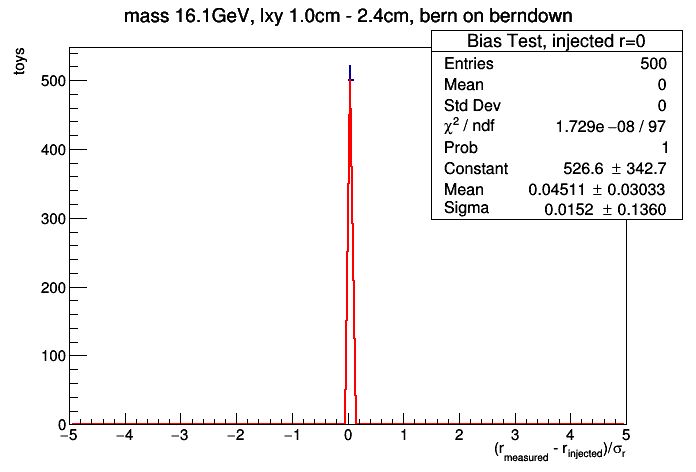 mass 16.1GeV, lxy 1.0cm - 2.4cm, bern on berndown
toys
Bias Test, injected r=0
Entries 500
Mean 0
Std Dev 0
χ² / ndf 1.729e−08 / 97
Prob 1
Constant 526.6 ± 342.7
Mean 0.04511 ± 0.03033
Sigma 0.0152 ± 0.1360
500
400
300
200
100
0
−5 −4 −3 −2 −1 0 1 2 3 4 5
(r_measured - r_injected)/σ_r